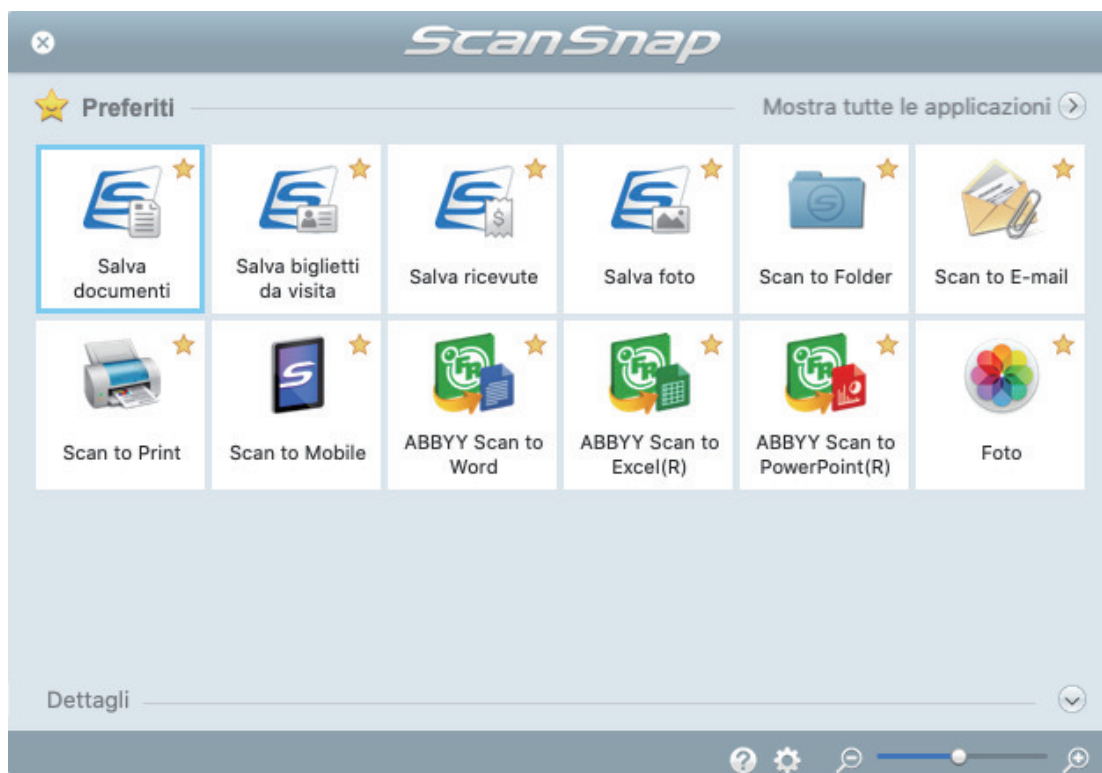 ScanSnap
Preferiti
Mostra tutte le applicazioni
Salva
documenti
Salva biglietti
da visita
Salva ricevute
Salva foto
Scan to Folder
Scan to E-mail
Scan to Print
Scan to Mobile
ABBYY Scan to
Word
ABBYY Scan to
Excel(R)
ABBYY Scan to
PowerPoint(R)
Foto
Dettagli